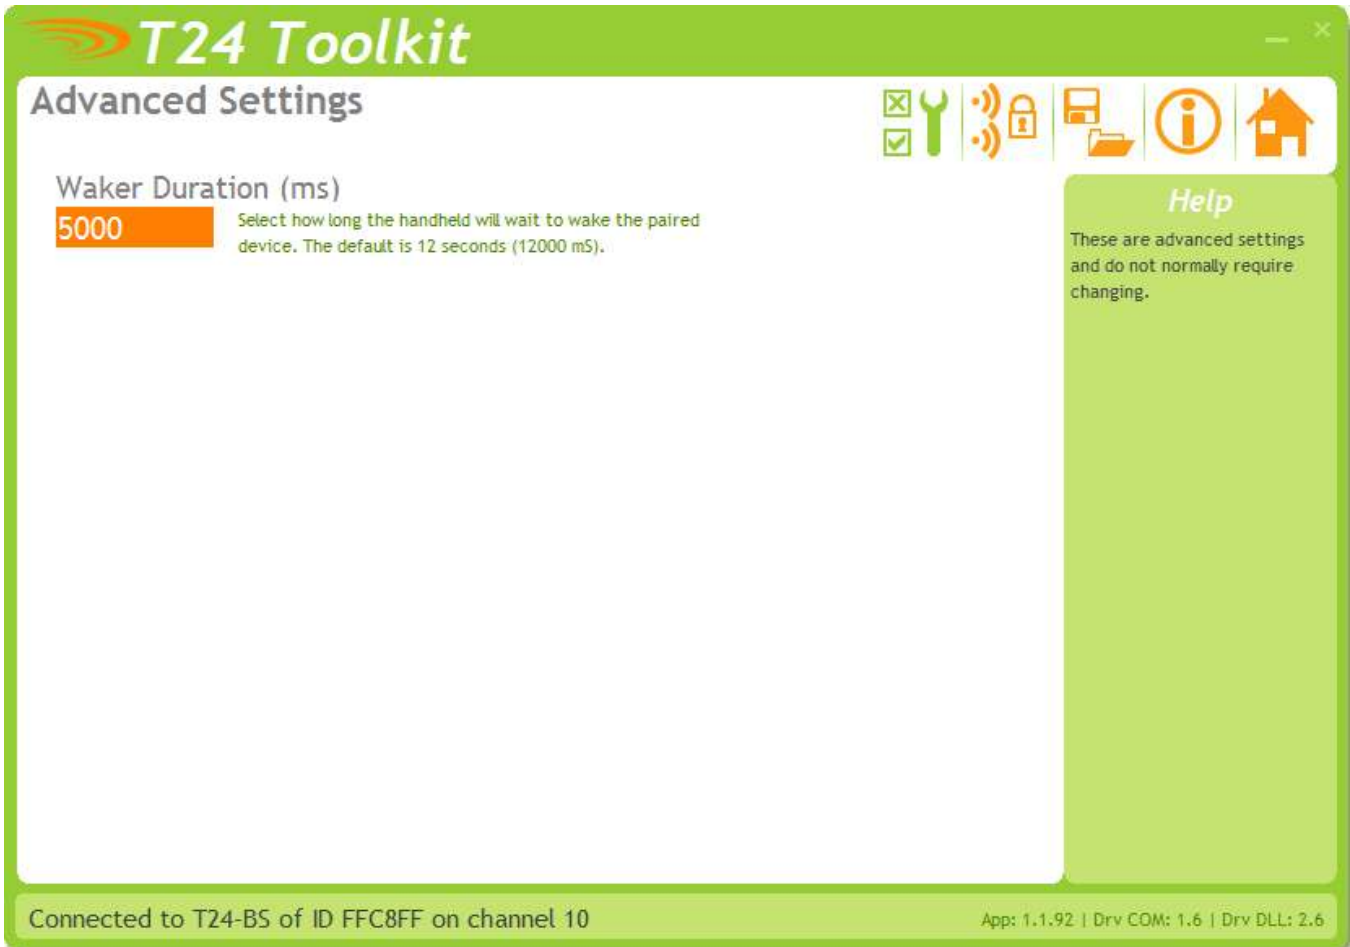 T24 Toolkit
Advanced Settings
Waker Duration (ms)
5000
Select how long the handheld will wait to wake the paired
device. The default is 12 seconds (12000 mS).
Help
These are advanced settings
and do not normally require
changing.
Connected to T24-BS of ID FFC8FF on channel 10
App: 1.1.92 | Drv COM: 1.6 | Drv DLL: 2.6